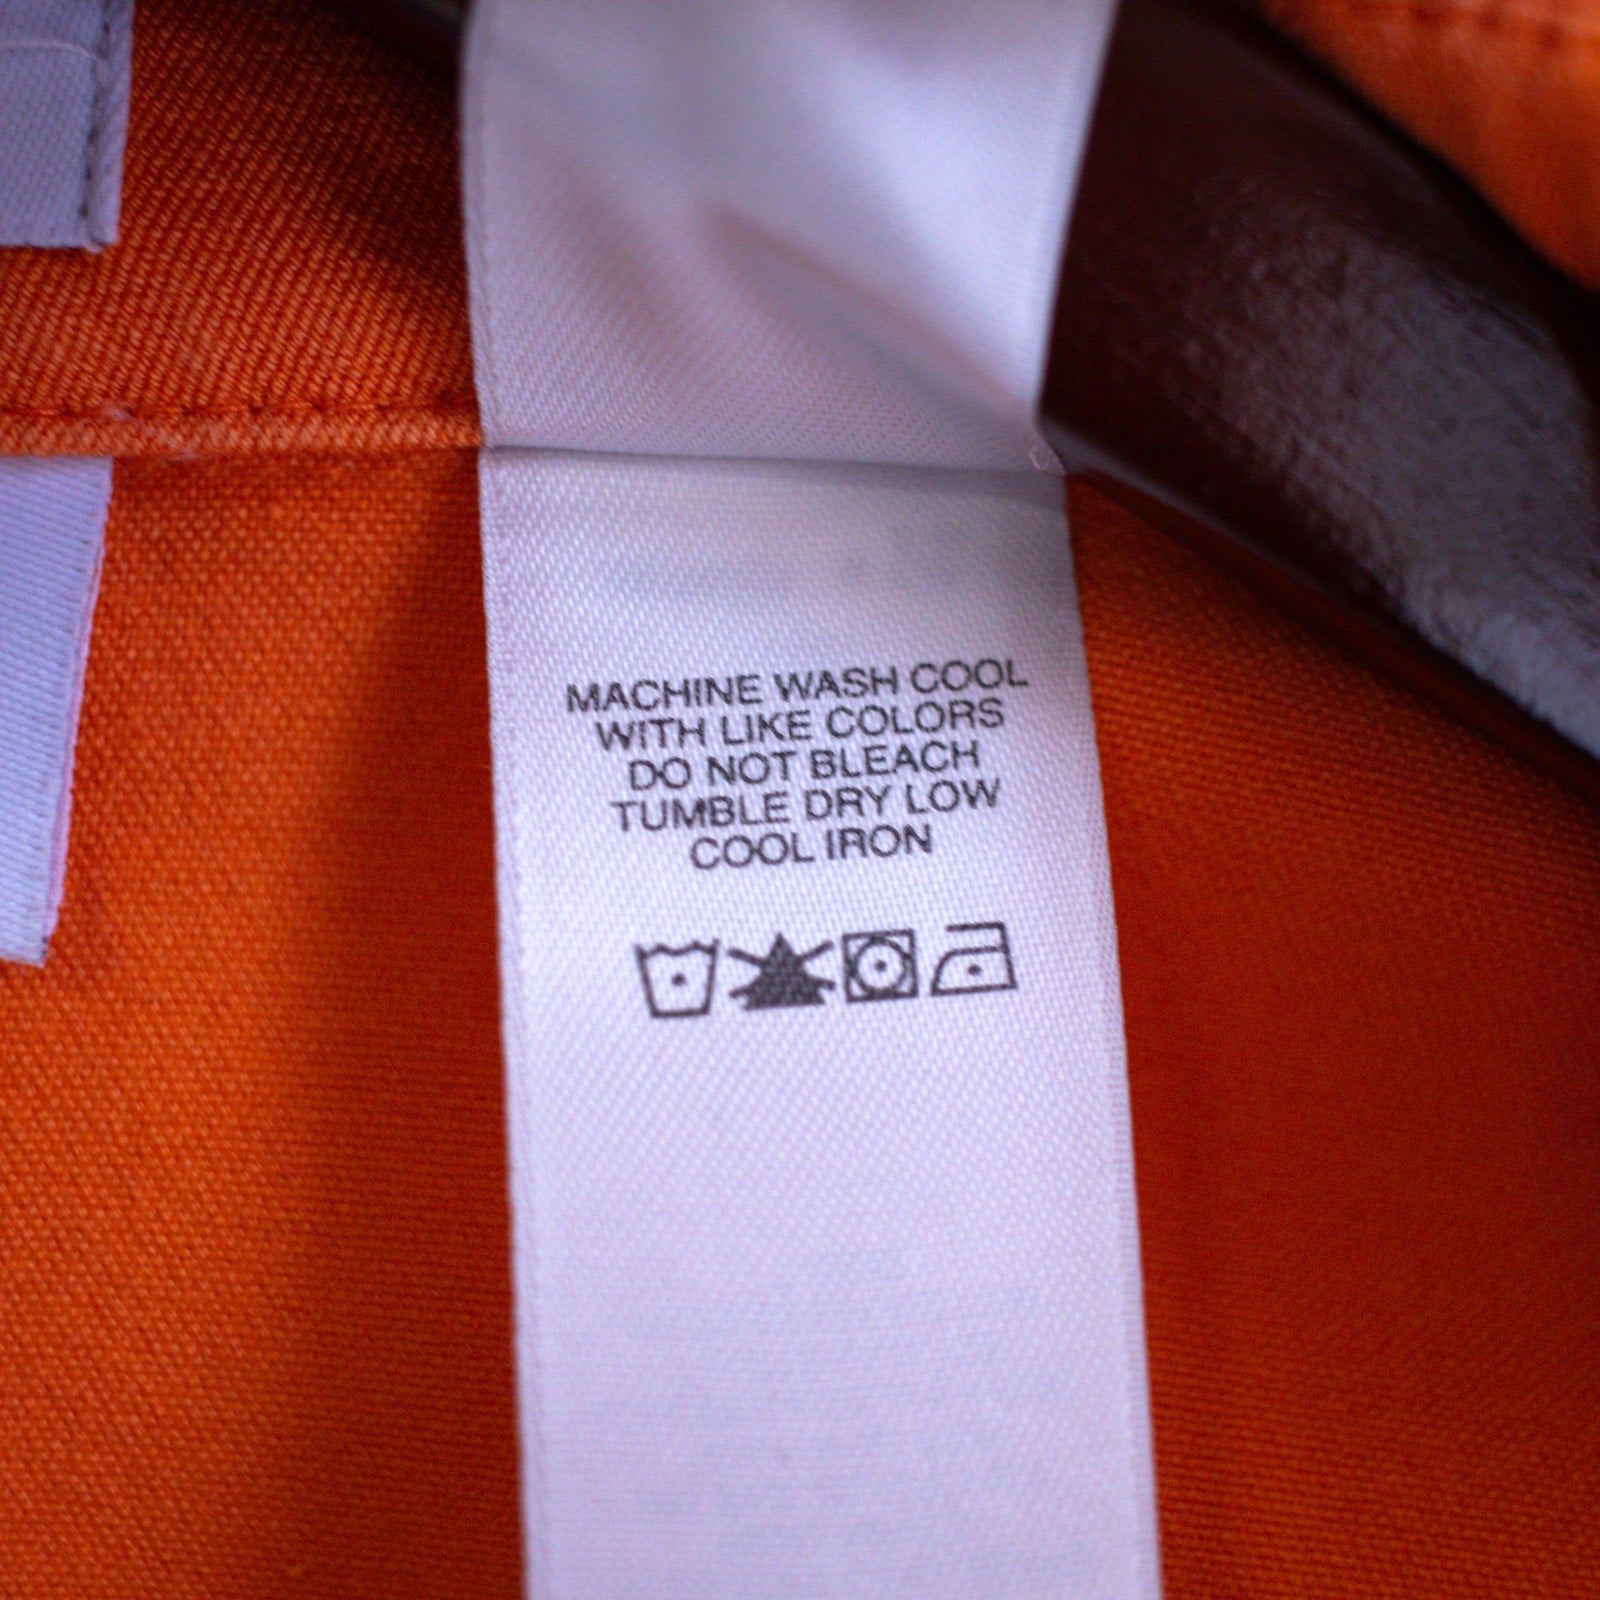 MACHINE WASH COOL
WITH LIKE COLORS
DO NOT BLEACH
TUMBLE DRY LOW
COOL IRON